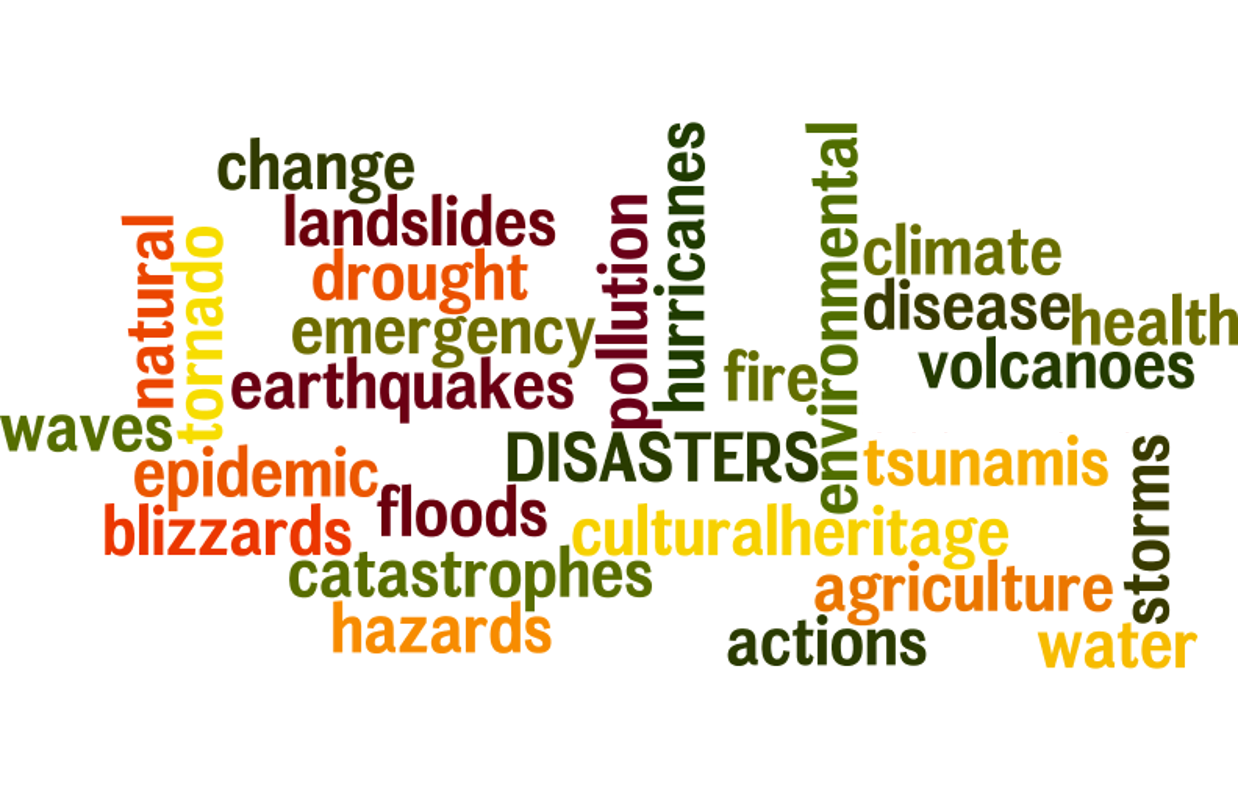 change
landslides
natural
tornado
drought
emergency
earthquakes
pollution
hurricanes
environmental
climate
disease
health
fire
volcanoes
waves
epidemic
DISASTERS
tsunamis
storms
blizzards
floods
culturalheritage
catastrophes
agriculture
hazards
actions
water